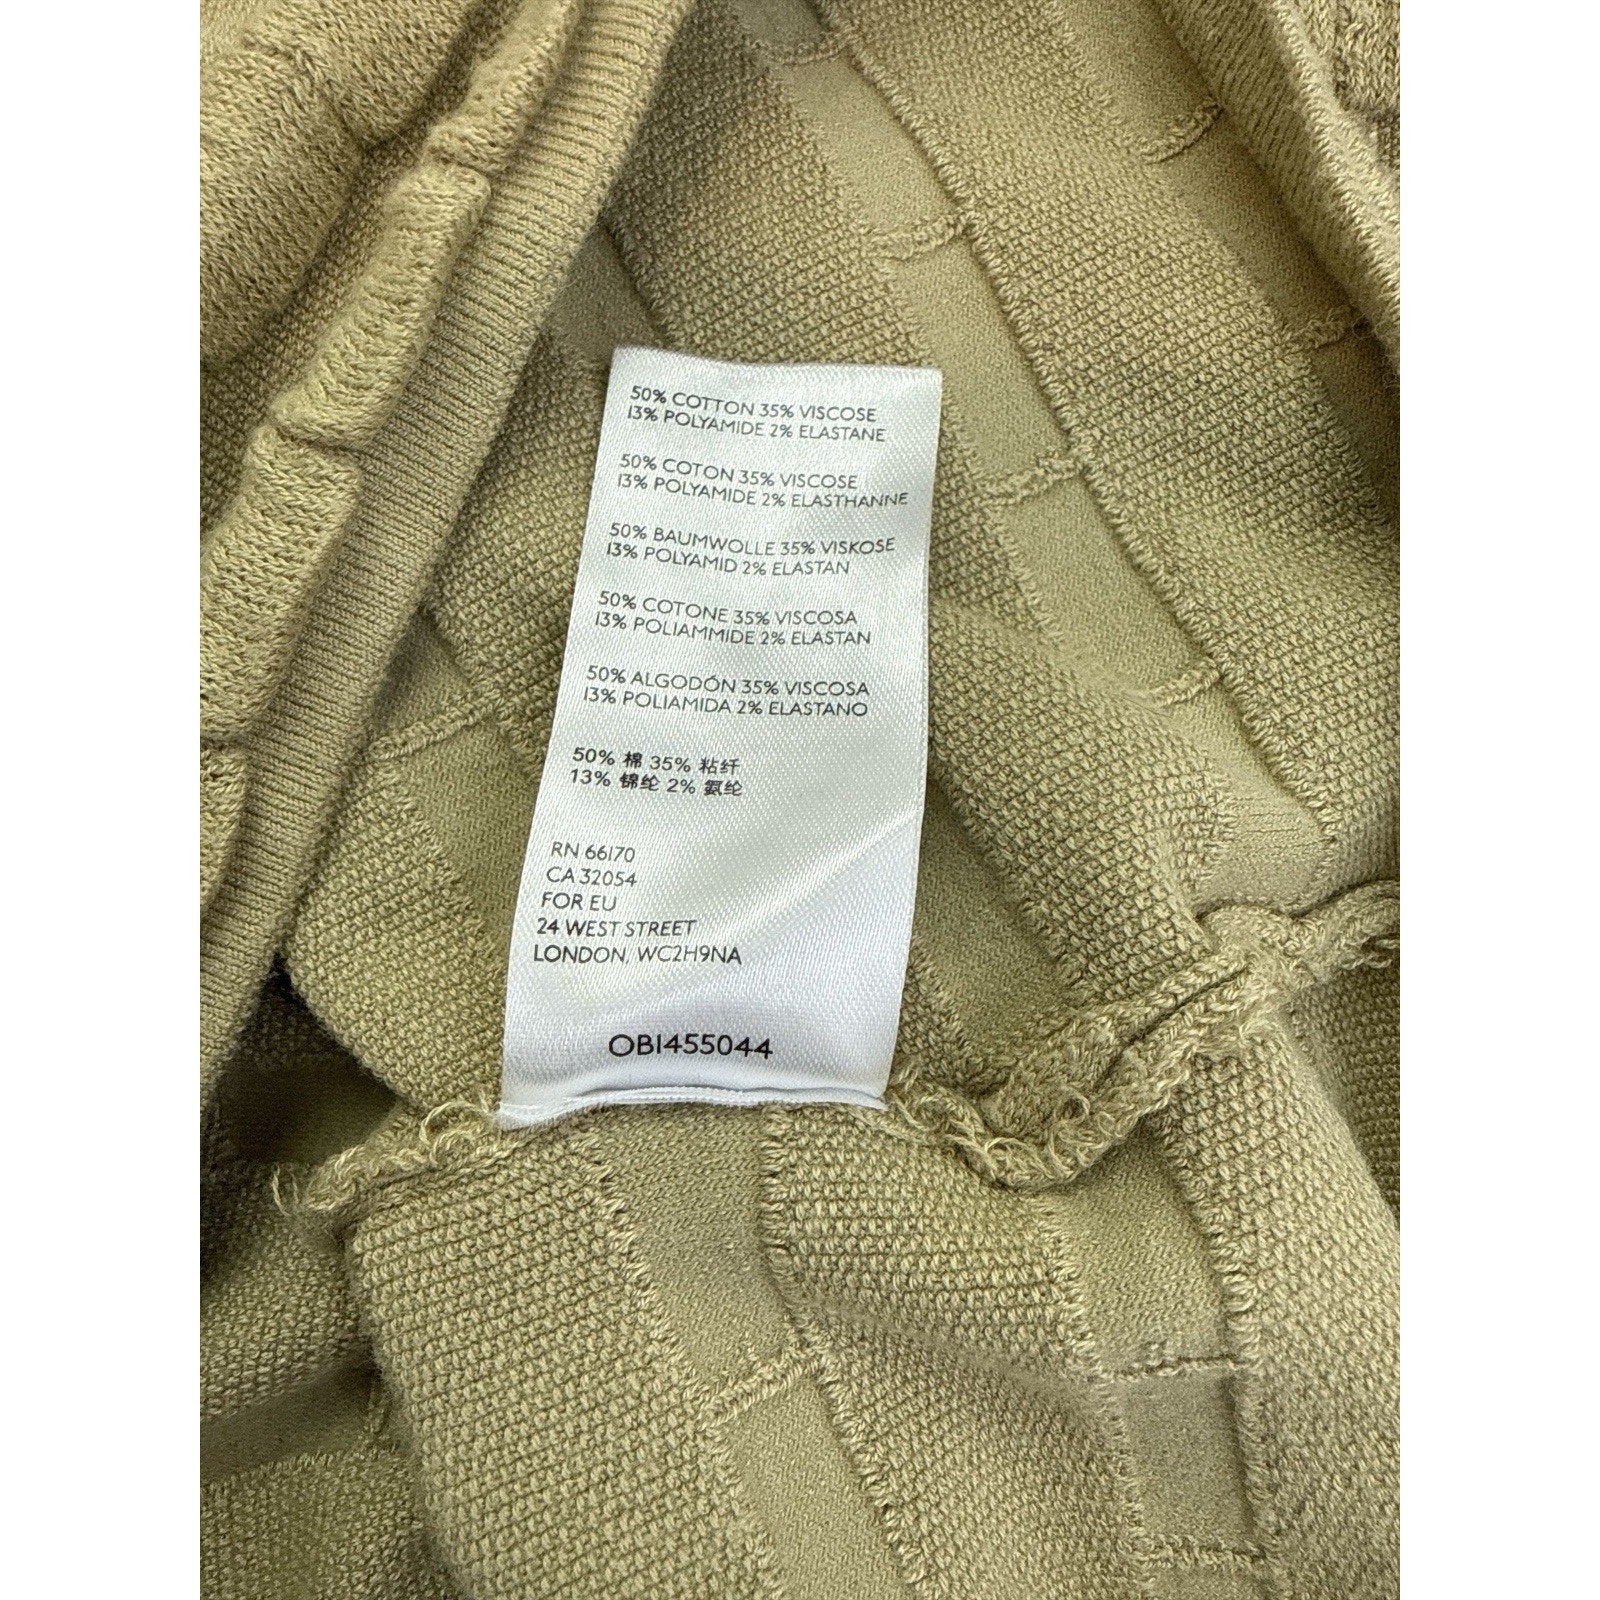 50% COTTON 35% VISCOSE
13% POLYAMIDE 2% ELASTANE
50% COTON 35% VISCOSE
13% POLYAMIDE 2% ELASTHANNE
50% BAUMWOLLE 35% VISKOSE
13% POLYAMID 2% ELASTAN
50% COTONE 35% VISCOSA
13% POLIAMMIDE 2% ELASTAN
50% ALGODÓN 35% VISCOSA
13% POLIAMIDA 2% ELASTANO
50% 棉 35% 粘纤
13% 锦纶 2% 氨纶
RN 66170
CA 32054
FOR EU
24 WEST STREET
LONDON, WC2H9NA
OB1455044